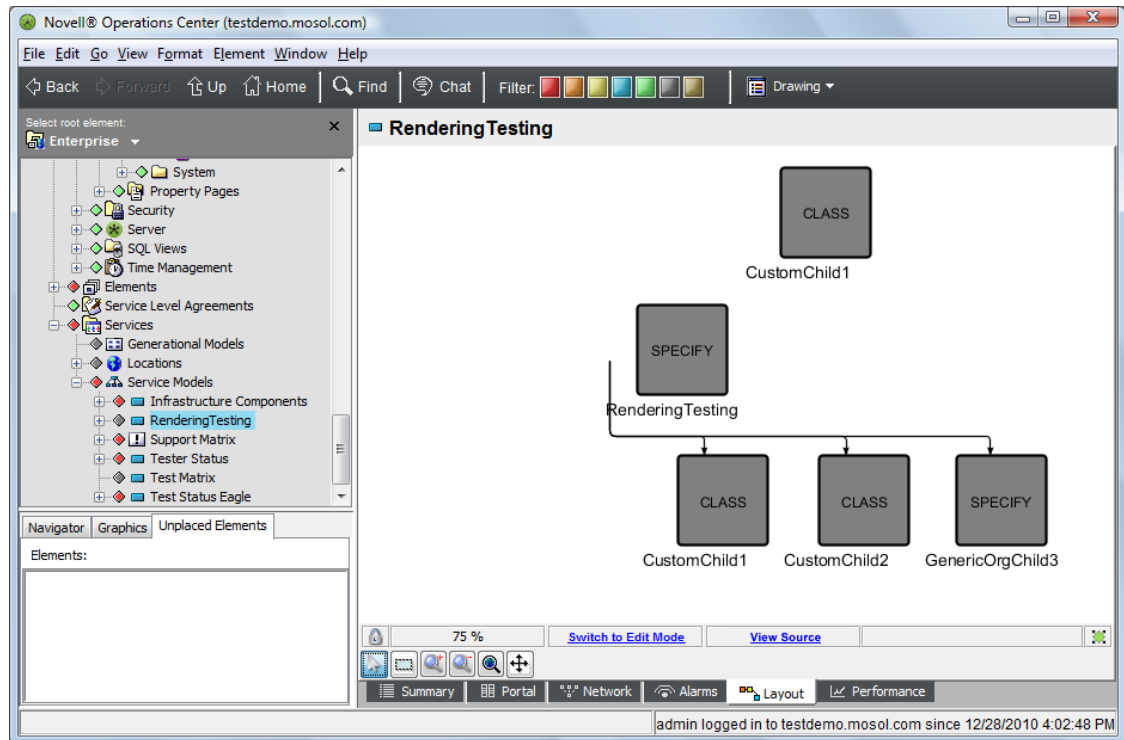 Novell® Operations Center (testdemo.mosol.com)
File Edit Go View Format Element Window Help
Back Forward Up Home Find Chat Filter: Drawing
Select root element:
Enterprise
System
Property Pages
Security
Server
SQL Views
Time Management
Elements
Service Level Agreements
Services
Generational Models
Locations
Service Models
Infrastructure Components
RenderingTesting
Support Matrix
Tester Status
Test Matrix
Test Status Eagle
Navigator Graphics Unplaced Elements
Elements:
RenderingTesting
CLASS
CustomChild1
SPECIFY
RenderingTesting
CLASS CLASS SPECIFY
CustomChild1 CustomChild2 GenericOrgChild3
75 % Switch to Edit Mode View Source
Summary Portal Network Alarms Layout Performance
admin logged in to testdemo.mosol.com since 12/28/2010 4:02:48 PM